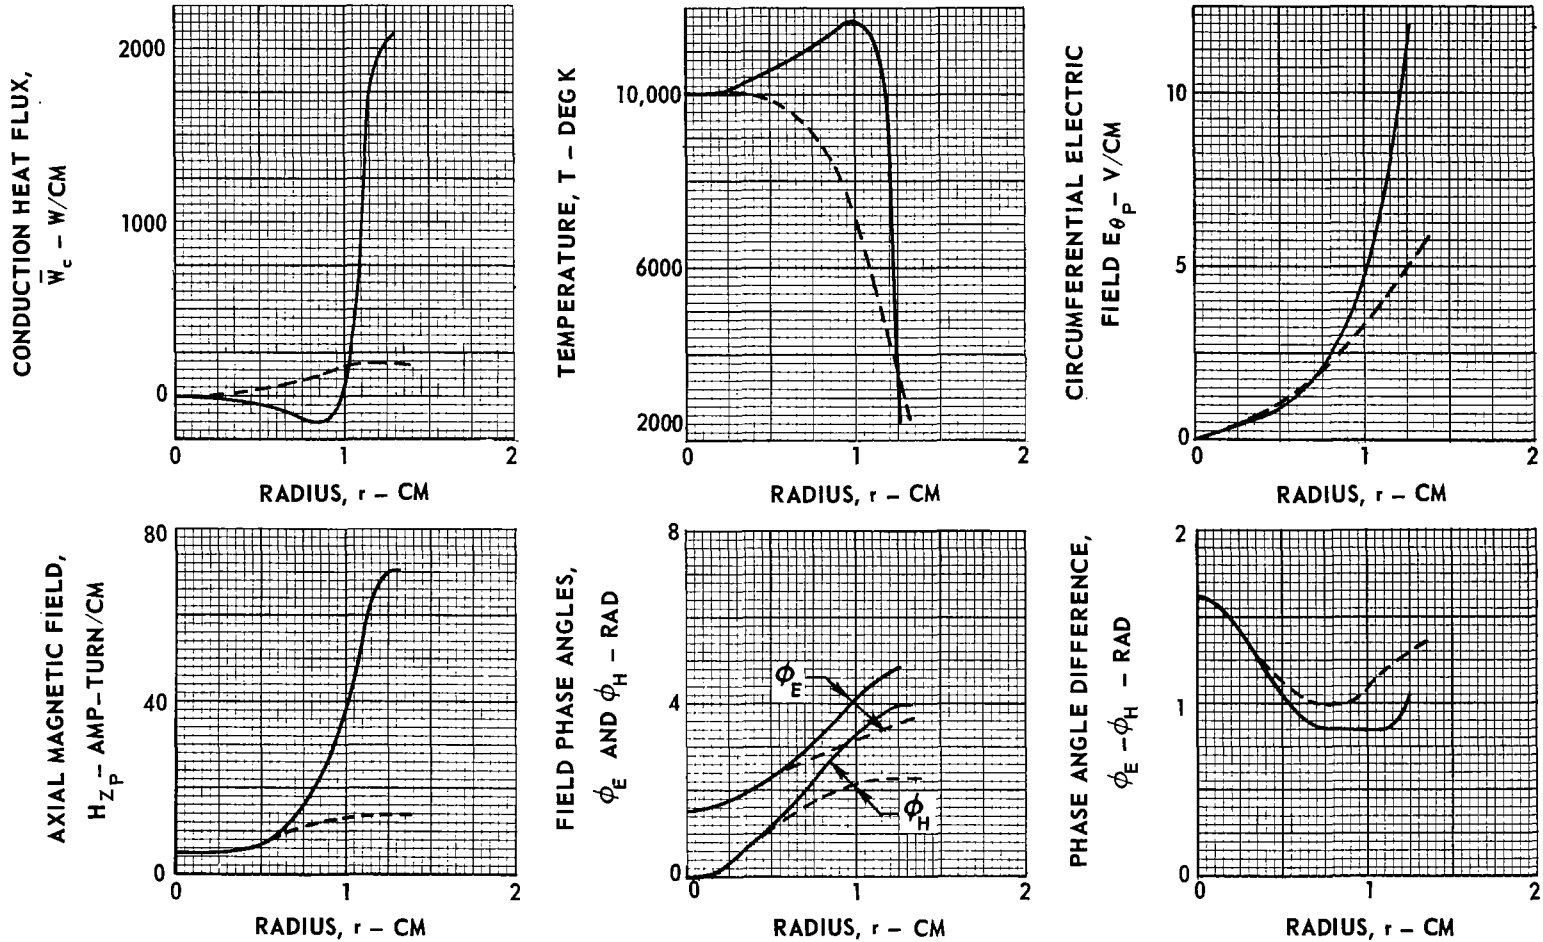 CONDUCTION HEAT FLUX,
W̅c – W/CM
2000
1000
0
0 1 2
RADIUS, r – CM
TEMPERATURE, T – DEG K
10,000
6000
2000
0 1 2
RADIUS, r – CM
CIRCUMFERENTIAL ELECTRIC
FIELD EθP – V/CM
10
5
0
0 1 2
RADIUS, r – CM
AXIAL MAGNETIC FIELD,
HZP – AMP-TURN/CM
80
40
0
0 1 2
RADIUS, r – CM
FIELD PHASE ANGLES,
ϕE AND ϕH – RAD
8
4
0
ϕE
ϕH
0 1 2
RADIUS, r – CM
PHASE ANGLE DIFFERENCE,
ϕE – ϕH – RAD
2
1
0
0 1 2
RADIUS, r – CM